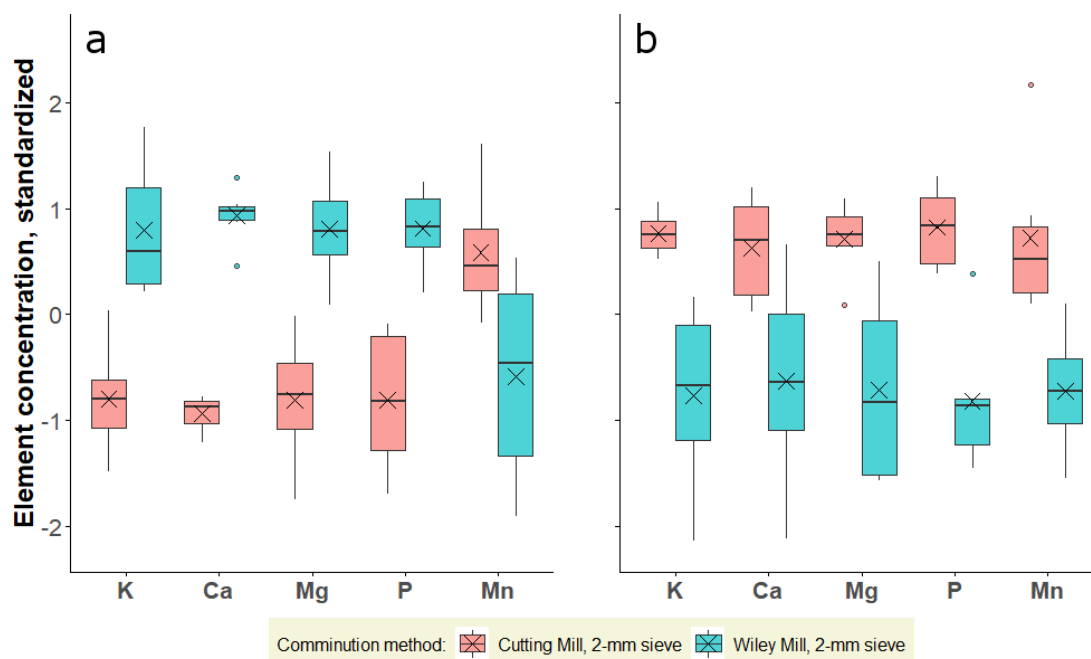 a
b
Element concentration, standardized
2
1
0
-1
-2
K Ca Mg P Mn
K Ca Mg P Mn
Comminution method: Cutting Mill, 2-mm sieve Wiley Mill, 2-mm sieve